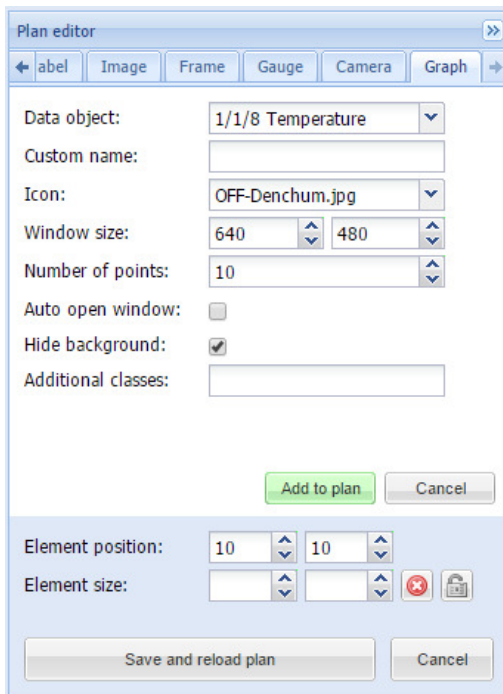 Plan editor
abel Image Frame Gauge Camera Graph
Data object: 1/1/8 Temperature
Custom name:
Icon: OFF-Denchum.jpg
Window size: 640 480
Number of points: 10
Auto open window:
Hide background:
Additional classes:
Add to plan Cancel
Element position: 10 10
Element size:
Save and reload plan Cancel